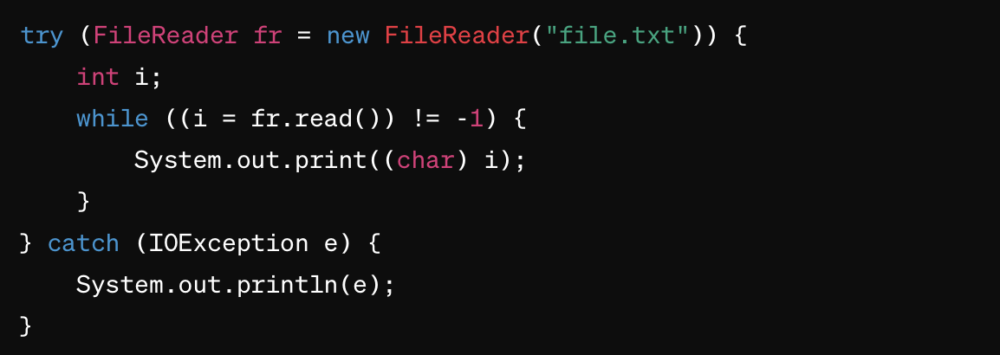 try (FileReader fr = new FileReader("file.txt")) {
    int i;
    while ((i = fr.read()) != -1) {
        System.out.print((char) i);
    }
} catch (IOException e) {
    System.out.println(e);
}